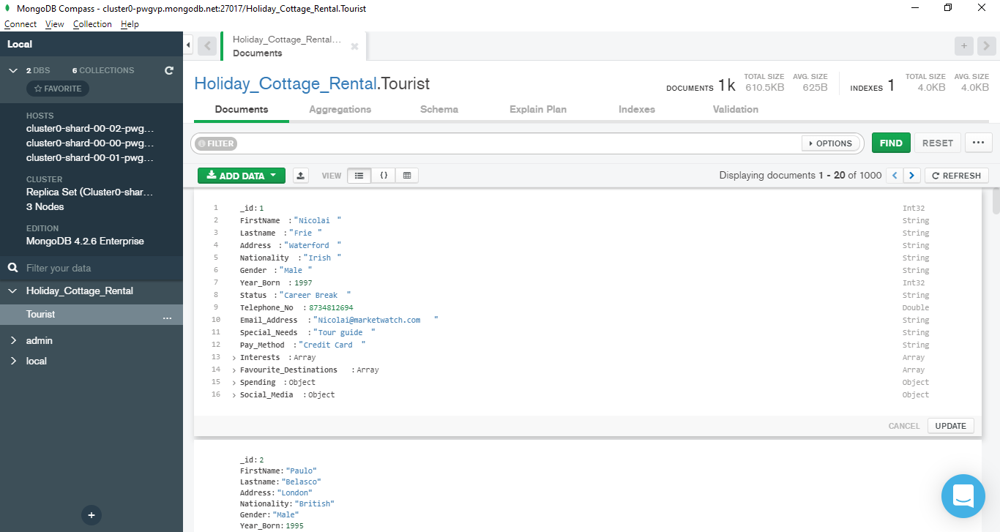 MongoDB Compass - cluster0-pwgvp.mongodb.net:27017/Holiday_Cottage_Rental.Tourist
Connect View Collection Help
Local
2 DBS 6 COLLECTIONS
FAVORITE
HOSTS
cluster0-shard-00-02-pwg...
cluster0-shard-00-00-pwg...
cluster0-shard-00-01-pwg...
CLUSTER
Replica Set (Cluster0-shar...
3 Nodes
EDITION
MongoDB 4.2.6 Enterprise
Filter your data
Holiday_Cottage_Rental
Tourist ...
admin
local
+
Holiday_Cottage_Rental...
Documents
+
Holiday_Cottage_Rental.Tourist
DOCUMENTS 1k TOTAL SIZE 610.5KB AVG. SIZE 625B INDEXES 1 TOTAL SIZE 4.0KB AVG. SIZE 4.0KB
Documents Aggregations Schema Explain Plan Indexes Validation
FILTER OPTIONS FIND RESET ...
ADD DATA VIEW {} Displaying documents 1 - 20 of 1000 < > REFRESH
1 _id: 1 Int32
2 FirstName : "Nicolai " String
3 Lastname : "Frie " String
4 Address : "Waterford " String
5 Nationality : "Irish " String
6 Gender : "Male " String
7 Year_Born : 1997 Int32
8 Status : "Career Break " String
9 Telephone_No : 8734812694 Double
10 Email_Address : "Nicolai@marketwatch.com " String
11 Special_Needs : "Tour guide " String
12 Pay_Method : "Credit Card " String
13 > Interests : Array Array
14 > Favourite_Destinations : Array Array
15 > Spending : Object Object
16 > Social_Media : Object Object
CANCEL UPDATE
_id: 2
FirstName: "Paulo"
Lastname: "Belasco"
Address: "London"
Nationality: "British"
Gender: "Male"
Year_Born: 1995